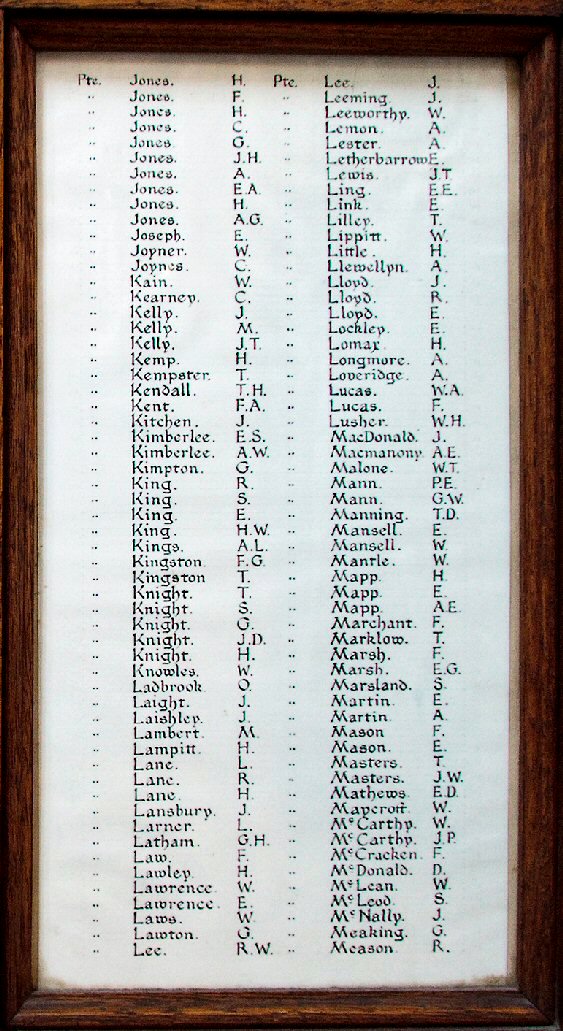 Pte. Jones. H. Pte. Lee. J.
" Jones. F. " Leeming. J.
" Jones. H. " Leeworthy. W.
" Jones. C. " Lemon. A.
" Jones G. " Lester. A.
" Jones. J.H. " Letherbarrow E.
" Jones. A. " Lewis. J.T.
" Jones. E.A. " Ling. E.E.
" Jones. H. " Link. E.
" Jones. A.G. " Lilley. T.
" Joseph. E. " Lippitt. W.
" Joyner. W. " Little. H.
" Joynes. C. " Llewellyn. A.
" Kain. W. " Lloyd. J.
" Kearney. C. " Lloyd. R.
" Kelly. J. " Lloyd. E.
" Kelly. M. " Lockley. E.
" Kelly. J.T. " Lomax. H.
" Kemp. H. " Longmore. A.
" Kempster. T. " Loveridge. A.
" Kendall. T.H. " Lucas. W.A.
" Kent. F.A. " Lucas. F.
" Kitchen. J. " Lusher. W.H.
" Kimberlee. E.S. " MacDonald. J.
" Kimberlee. A.W. " Macmanony. A.E.
" Kimpton. G. " Malone. W.T.
" King. R. " Mann. P.E.
" King. S. " Mann. G.W.
" King. E. " Manning. T.D.
" King. H.W. " Mansell. E.
" Kings. A.L. " Mansell. W.
" Kingston. F.G. " Mantle. W.
" Kingston T. " Mapp. H.
" Knight. T. " Mapp. E.
" Knight. S. " Mapp. A.E.
" Knight. G. " Marchant. F.
" Knight. J.D. " Marklow. T.
" Knight. H. " Marsh. F.
" Knowles. W. " Marsh. E.G.
" Ladbrook. O. " Marsland. S.
" Laight. J. " Martin. E.
" Laishley. J. " Martin. A.
" Lambert. M. " Mason F.
" Lampitt. H. " Mason. E.
" Lane. L. " Masters. T.
" Lane. R. " Masters. J.W.
" Lane. H. " Mathews. E.D.
" Lansbury. J. " Maycroft. W.
" Larner. L. " McCarthy. W.
" Latham. G.H. " McCarthy. J.P.
" Law. F. " McCracken. F.
" Lawley. H. " McDonald. D.
" Lawrence. W. " McLean. W.
" Lawrence. E. " McLeod. S.
" Laws. W. " McNally. J.
" Lawton. G. " Meaking. G.
" Lee. R.W. " Meason. R.